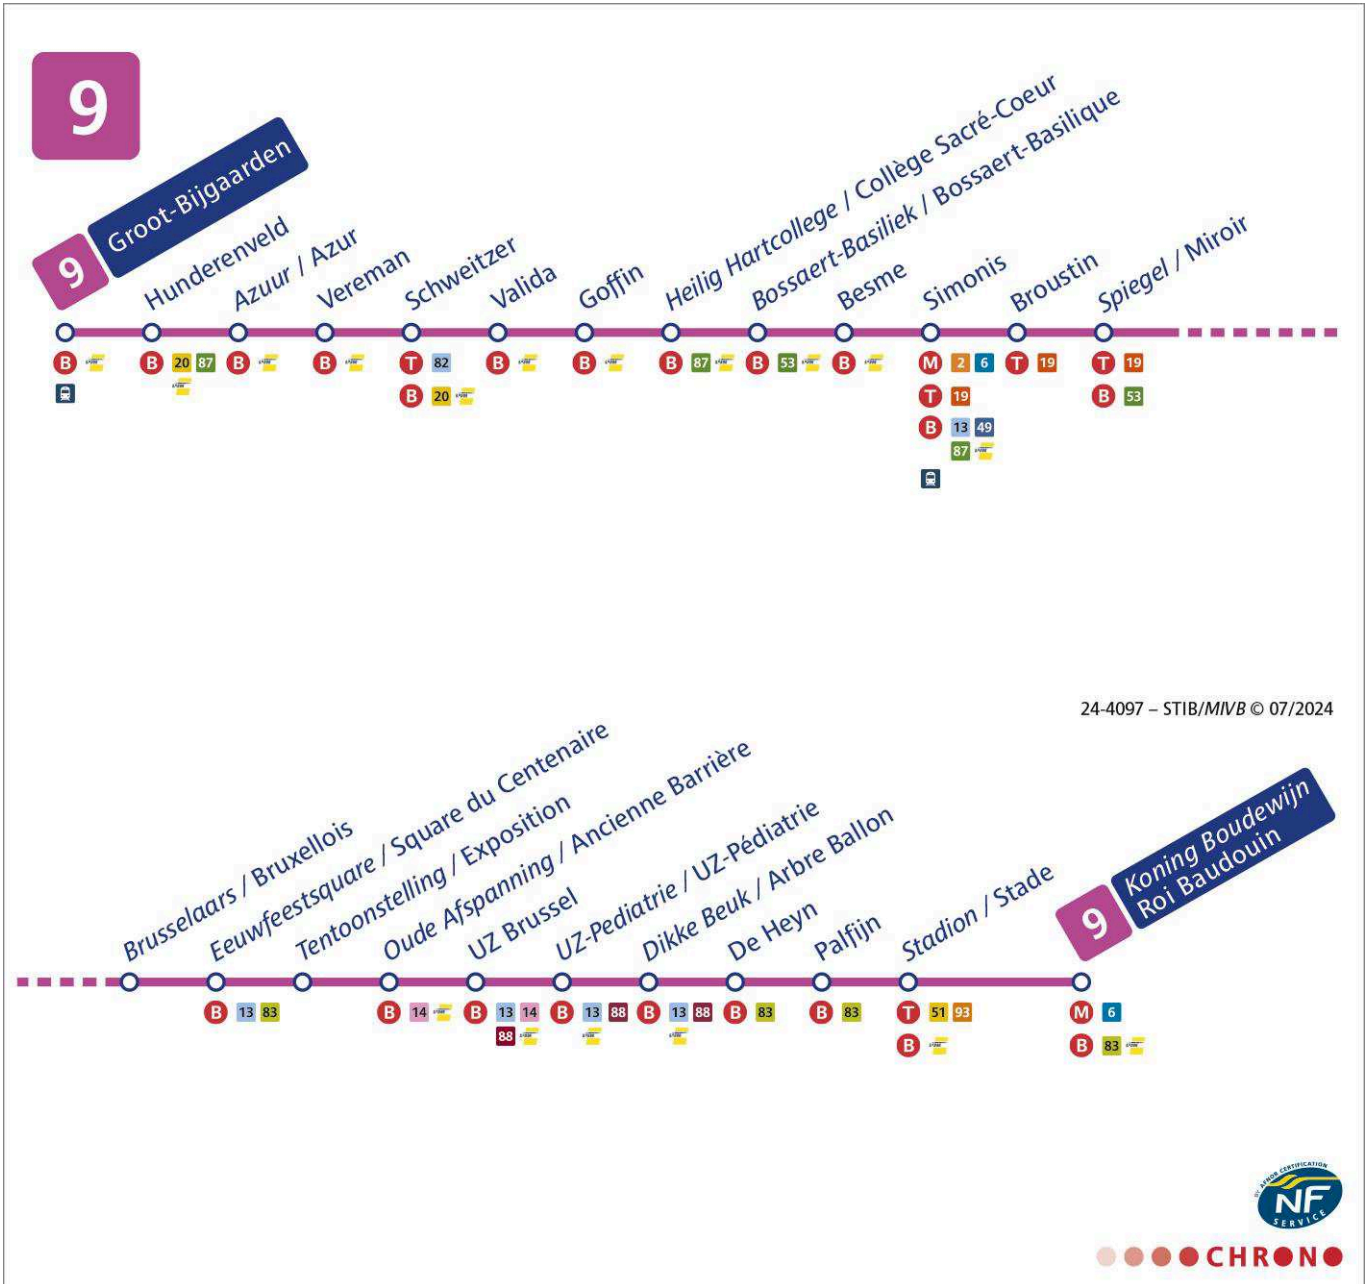 9
9 Groot-Bijgaarden
Hunderenveld
Azuur / Azur
Vereman
Schweitzer
Valida
Goffin
Heilig Hartcollege / Collège Sacré-Coeur
Bossaert-Basiliek / Bossaert-Basilique
Besme
Simonis
Broustin
Spiegel / Miroir
B
B 20 87
B
B
T 82
B 20
B
B
B 87
B 53
B
M 2 6
T 19
B 13 49
87
T 19
T 19
B 53
24-4097 – STIB/MIVB © 07/2024
Brusselaars / Bruxellois
Eeuwfeestsquare / Square du Centenaire
Tentoonstelling / Exposition
Oude Afspanning / Ancienne Barrière
UZ Brussel
UZ-Pediatrie / UZ-Pédiatrie
Dikke Beuk / Arbre Ballon
De Heyn
Palfijn
Stadion / Stade
9 Koning Boudewijn
Roi Baudouin
B 13 83
B 14
B 13 14
88
B 13 88
B 13 88
B 83
B 83
T 51 93
B
M 6
B 83
BY AFNOR CERTIFICATION
NF
SERVICE
CHRONO